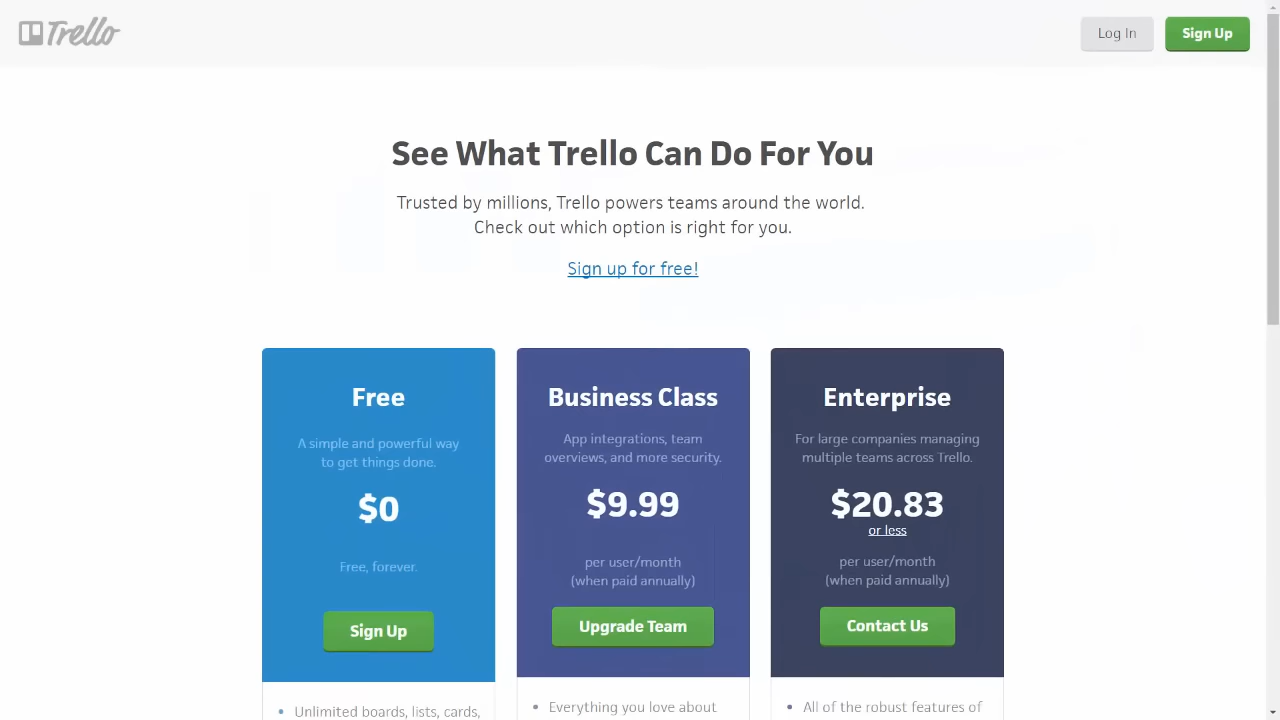 Trello
Log In
Sign Up
See What Trello Can Do For You
Trusted by millions, Trello powers teams around the world.
Check out which option is right for you.
Sign up for free!
Free
A simple and powerful way
to get things done.
$0
Free, forever.
Sign Up
• Unlimited boards, lists, cards,
Business Class
App integrations, team
overviews, and more security.
$9.99
per user/month
(when paid annually)
Upgrade Team
• Everything you love about
Enterprise
For large companies managing
multiple teams across Trello.
$20.83
or less
per user/month
(when paid annually)
Contact Us
• All of the robust features of